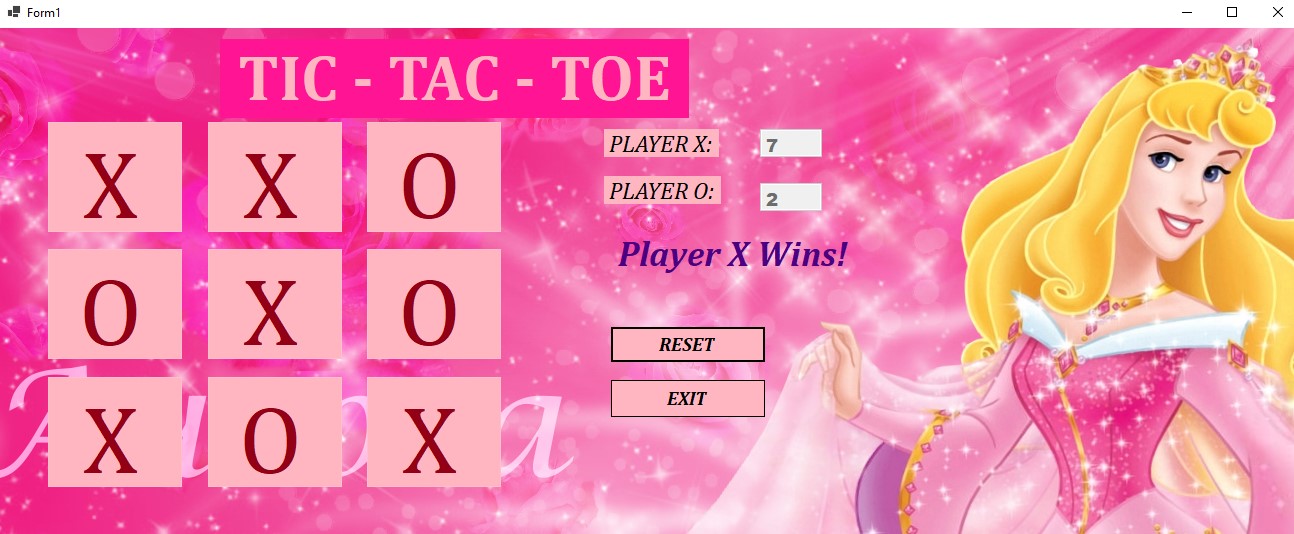 Form1
TIC - TAC - TOE
X X O
O X O
X O X
PLAYER X: 7
PLAYER O: 2
Player X Wins!
RESET
EXIT